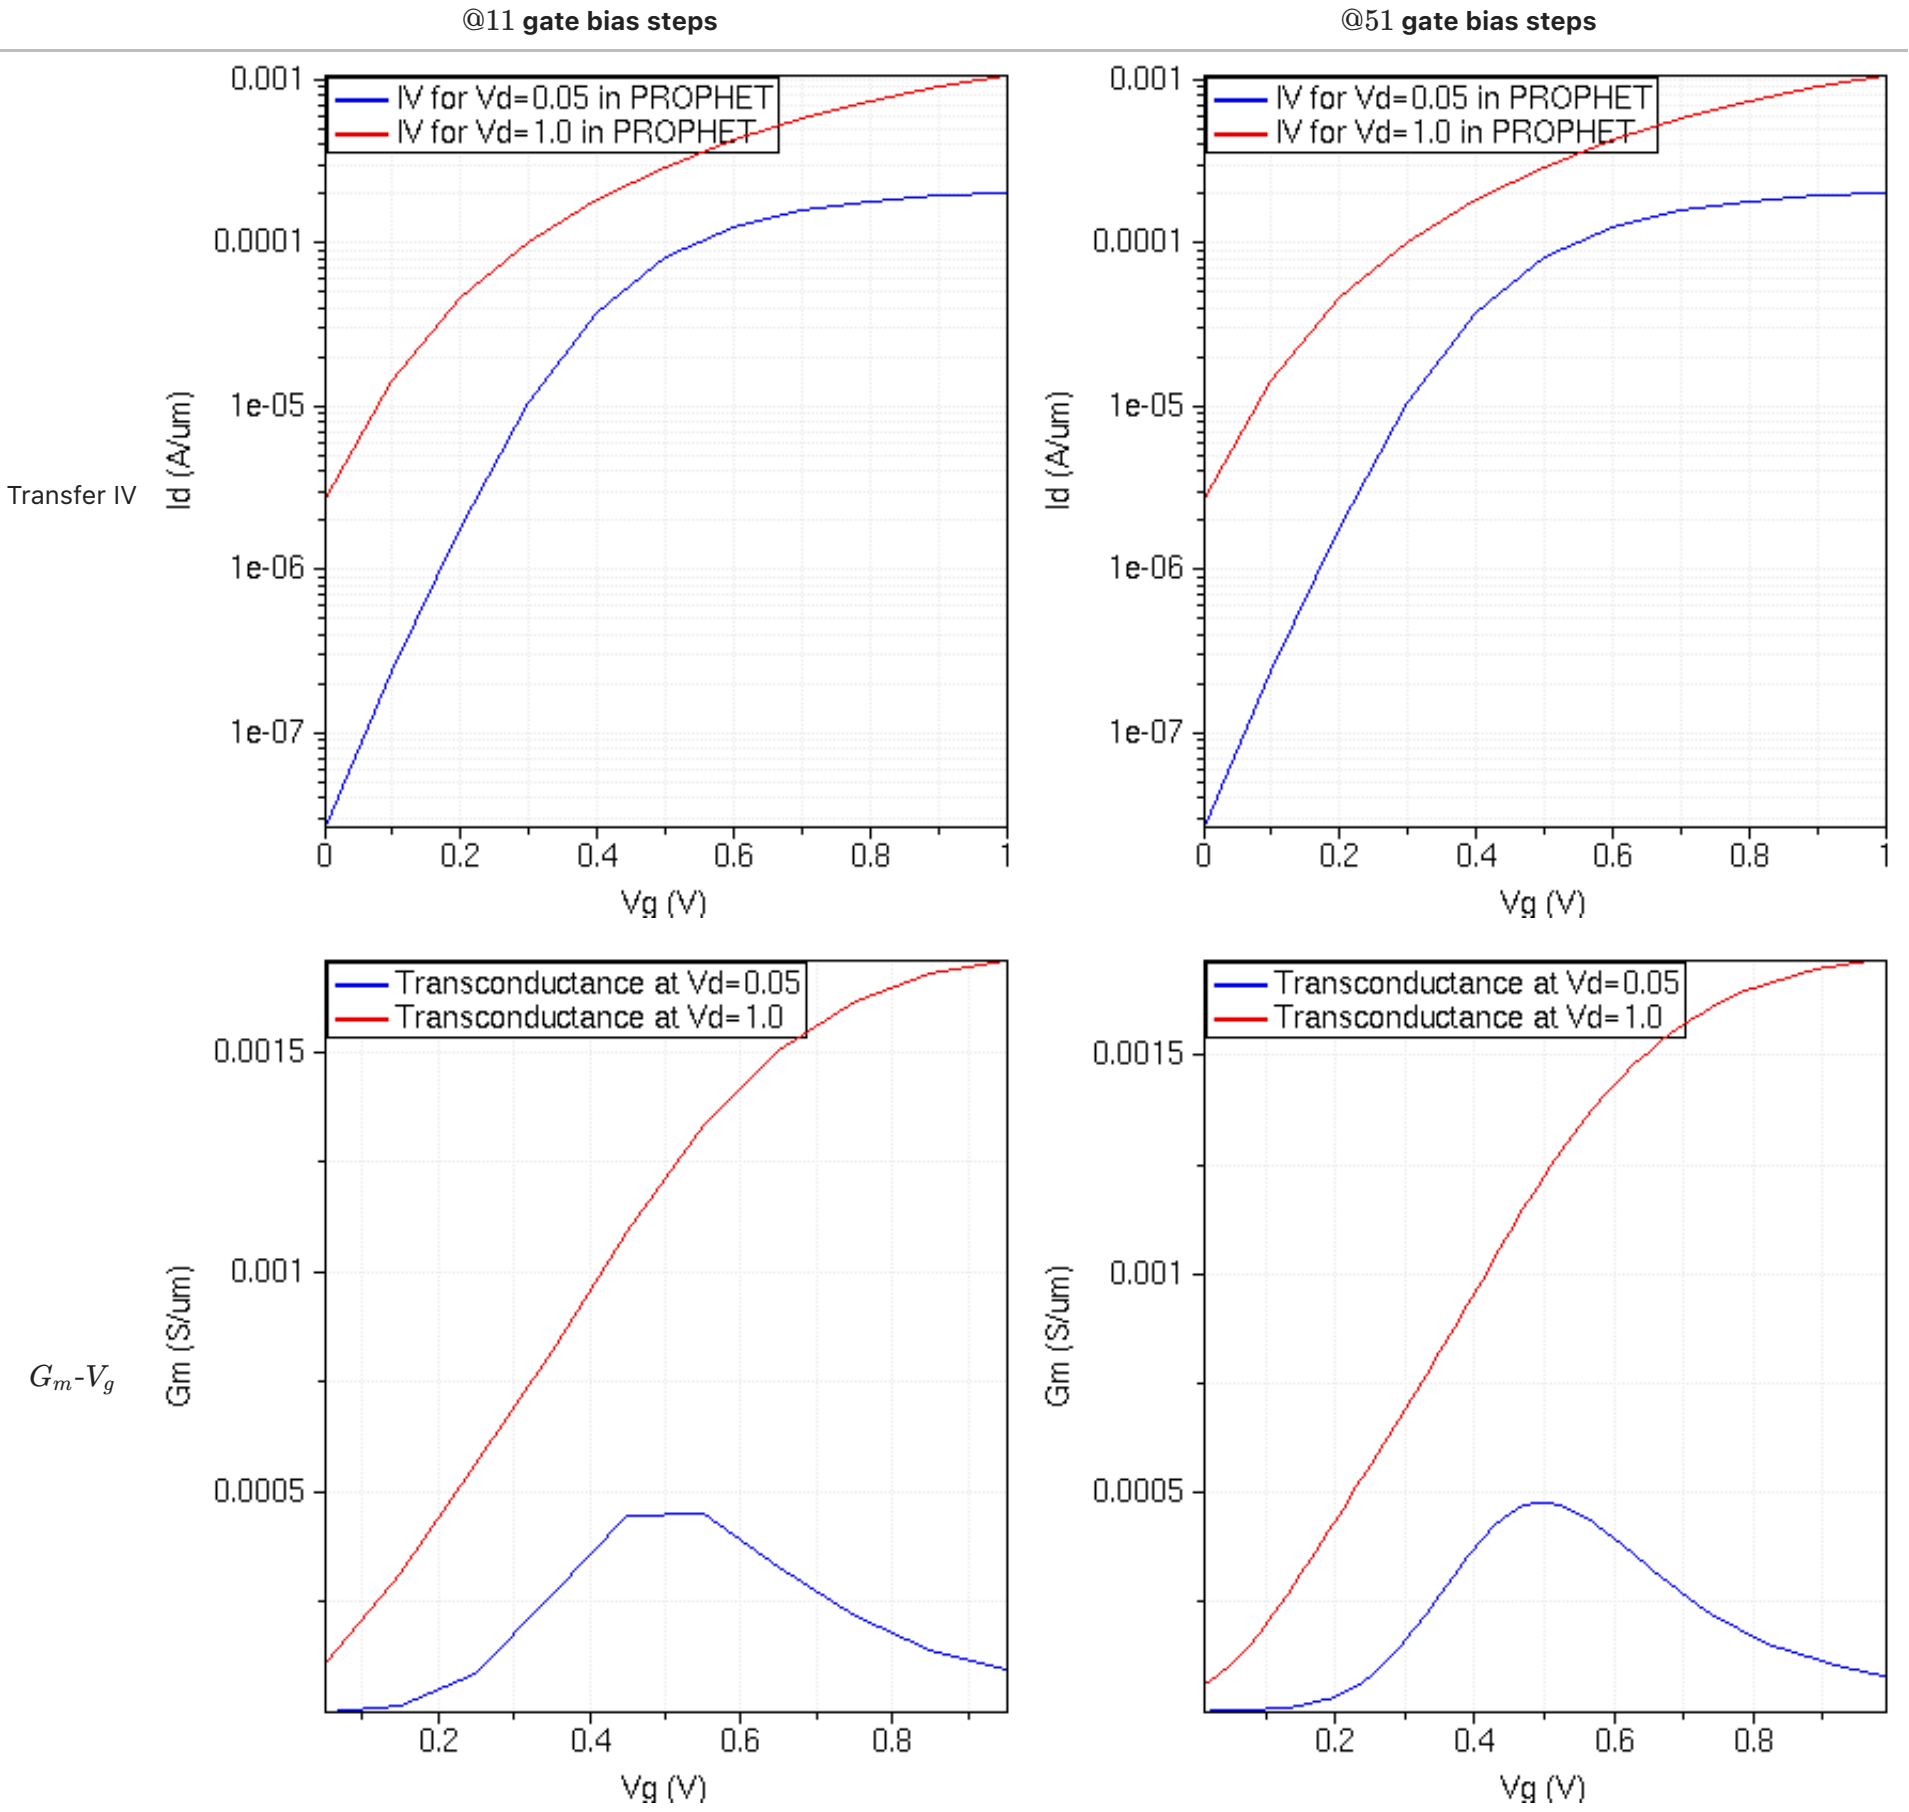 @11 gate bias steps
@51 gate bias steps
Transfer IV
IV for Vd=0.05 in PROPHET
IV for Vd=1.0 in PROPHET
0.001
0.0001
1e-05
1e-06
1e-07
Id (A/um)
0 0.2 0.4 0.6 0.8 1
Vg (V)
IV for Vd=0.05 in PROPHET
IV for Vd=1.0 in PROPHET
0.001
0.0001
1e-05
1e-06
1e-07
Id (A/um)
0 0.2 0.4 0.6 0.8 1
Vg (V)
Gm-Vg
Transconductance at Vd=0.05
Transconductance at Vd=1.0
0.0015
0.001
0.0005
Gm (S/um)
0.2 0.4 0.6 0.8
Vg (V)
Transconductance at Vd=0.05
Transconductance at Vd=1.0
0.0015
0.001
0.0005
Gm (S/um)
0.2 0.4 0.6 0.8
Vg (V)